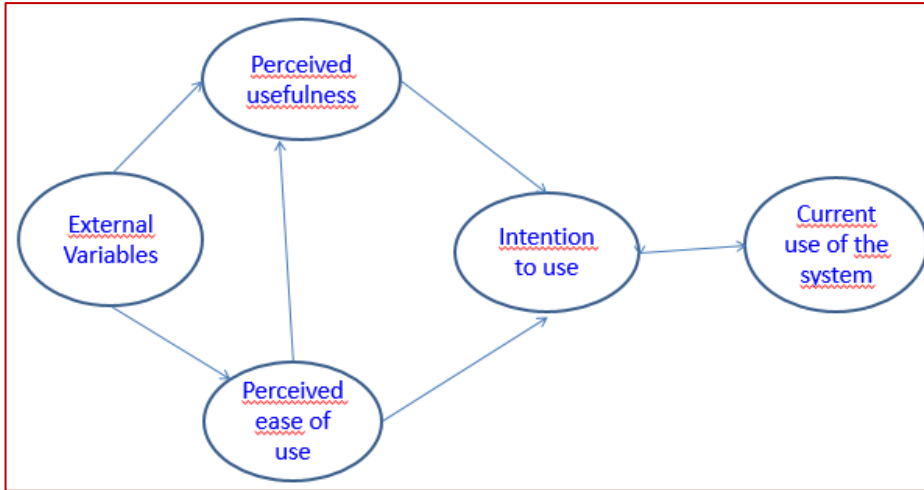 Perceived
usefulness
External
Variables
Intention
to use
Current
use of the
system
Perceived
ease of
use